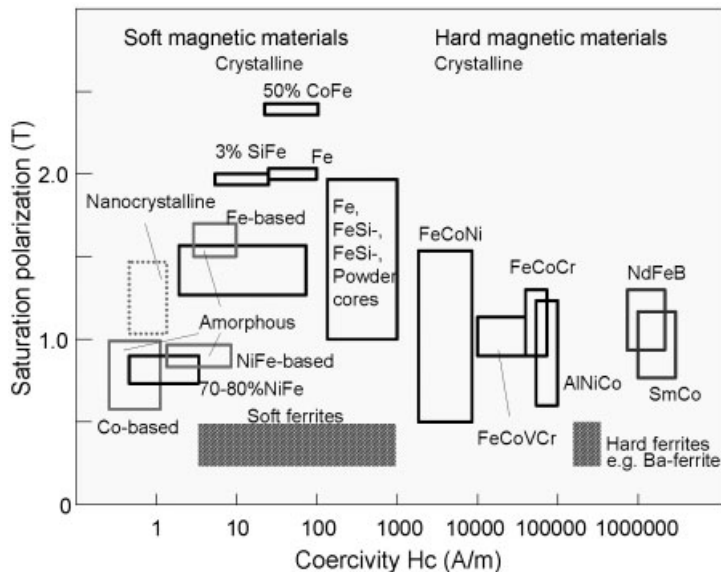 Soft magnetic materials
Crystalline
Hard magnetic materials
Crystalline
50% CoFe
3% SiFe
Fe
2.0
Nanocrystalline
Fe-based
Fe,
FeSi-,
FeSi-,
Powder
cores
FeCoNi
FeCoCr
NdFeB
Amorphous
1.0
NiFe-based
70-80%NiFe
AlNiCo
SmCo
Co-based
Soft ferrites
FeCoVCr
Hard ferrites
e.g. Ba-ferrite
0
1
10
100
1000
10000
100000
1000000
Coercivity Hc (A/m)
Saturation polarization (T)